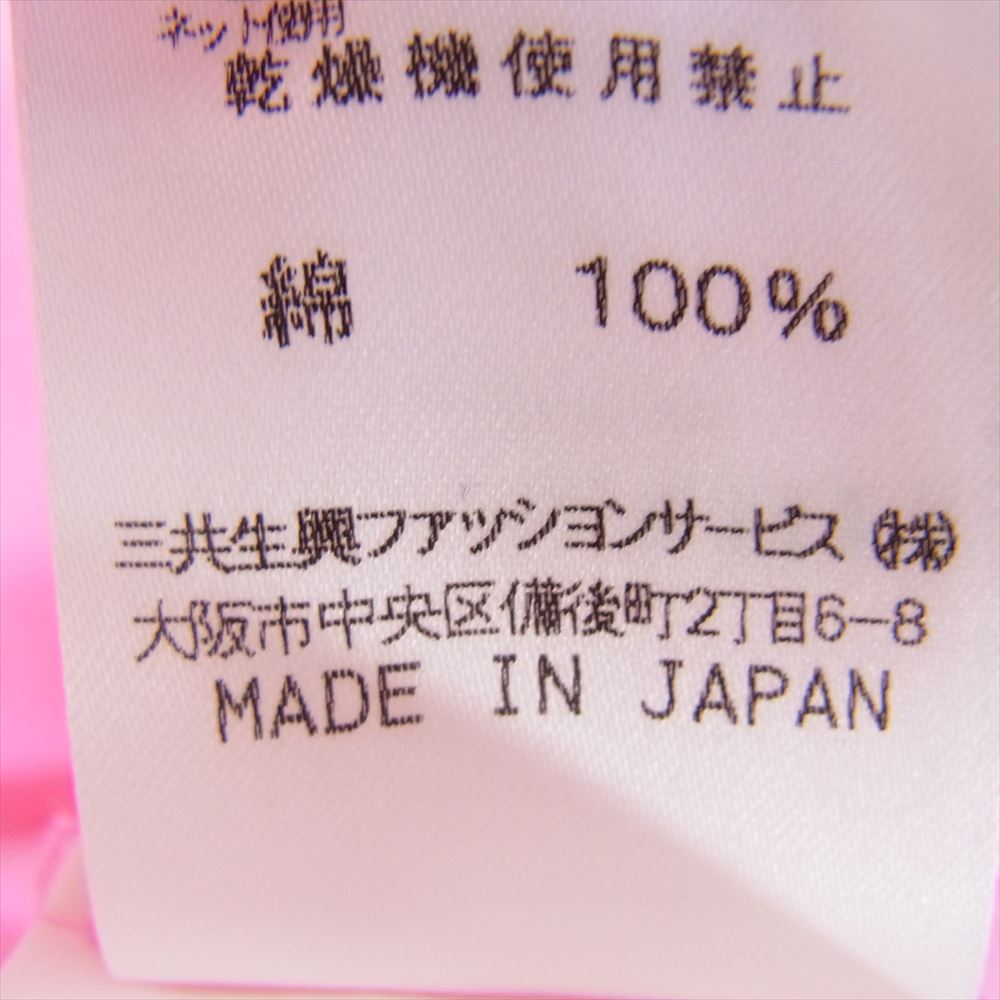 ネット使用
乾燥機使用禁止
綿 100%
三共生興ファッションサービス ㈱
大阪市中央区備後町2丁目6-8
MADE IN JAPAN